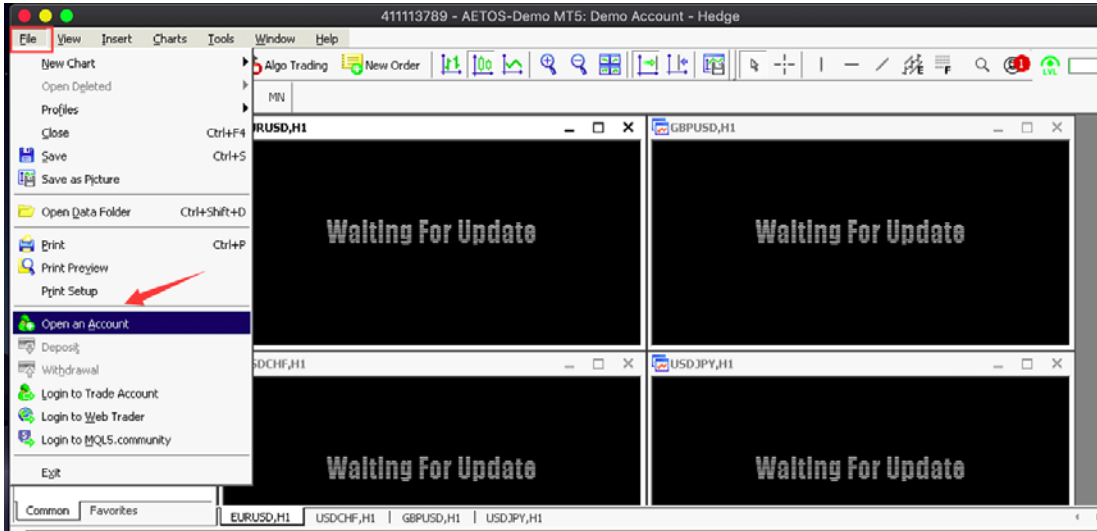 411113789 - AETOS-Demo MT5: Demo Account - Hedge
File View Insert Charts Tools Window Help
New Chart
Algo Trading New Order
LVL
Open Deleted
MN
Profiles
Close Ctrl+F4
RUSD,H1
GBPUSD,H1
Save Ctrl+S
Save as Picture
Open Data Folder Ctrl+Shift+D
Waiting For Update
Waiting For Update
Print Ctrl+P
Print Preview
Print Setup
Open an Account
Deposit
Withdrawal
SDCHF,H1
USDJPY,H1
Login to Trade Account
Login to Web Trader
Login to MQL5.community
Exit
Waiting For Update
Waiting For Update
Common Favorites
EURUSD,H1 USDCHF,H1 GBPUSD,H1 USDJPY,H1